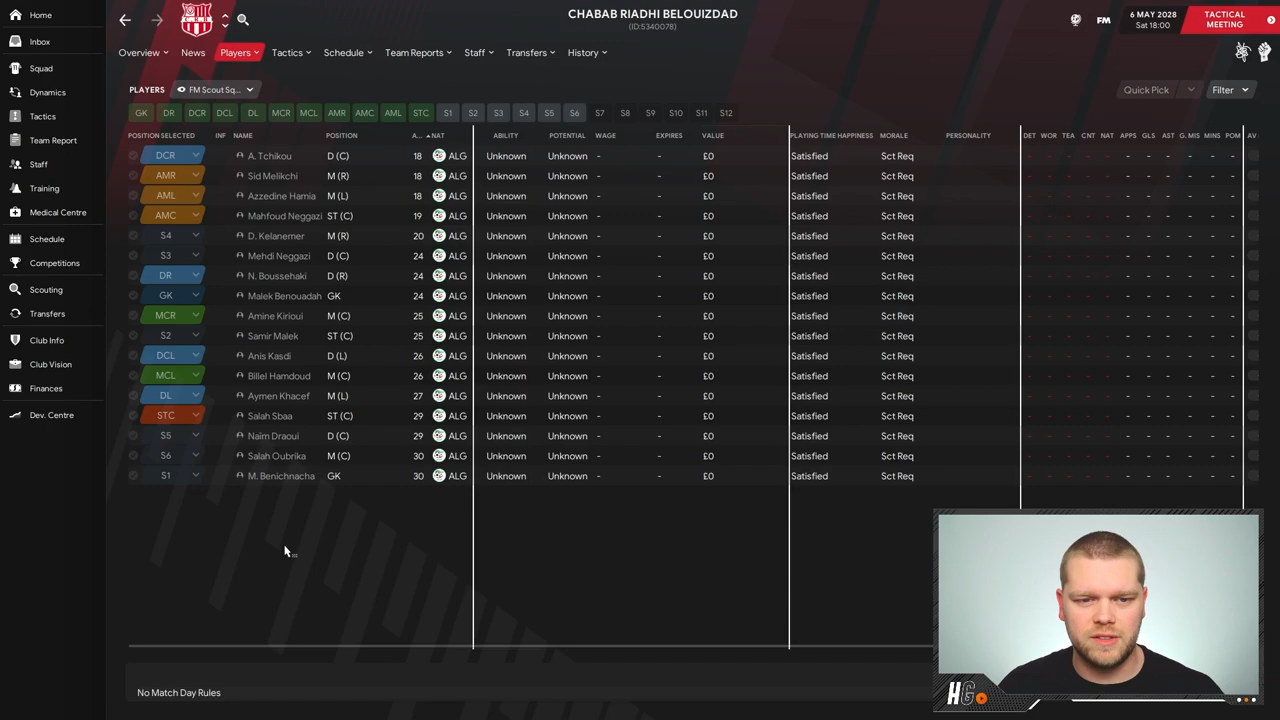 CHABAB RIADHI BELOUIZDAD
(ID:5340078)
FM
6 MAY 2028
Sat 18:00
TACTICAL
MEETING
Home
Inbox
Squad
Dynamics
Tactics
Team Report
Staff
Training
Medical Centre
Schedule
Competitions
Scouting
Transfers
Club Info
Club Vision
Finances
Dev. Centre
Overview News Players Tactics Schedule Team Reports Staff Transfers History
PLAYERS FM Scout Sq... Quick Pick Filter
GK DR DCR DCL DL MCR MCL AMR AMC AML STC S1 S2 S3 S4 S5 S6 S7 S8 S9 S10 S11 S12
POSITION SELECTED INF NAME POSITION A... NAT ABILITY POTENTIAL WAGE EXPIRES VALUE PLAYING TIME HAPPINESS MORALE PERSONALITY DET WOR TEA CNT NAT APPS GLS G. MIS AST MINS POM AV
DCR A. Tchikou D (C) 18 ALG Unknown Unknown - - £0 Satisfied Sct Req - - - - - - - - - - -
AMR Sid Melikchi M (R) 18 ALG Unknown Unknown - - £0 Satisfied Sct Req - - - - - - - - - - -
AML Azzedine Hamia M (L) 18 ALG Unknown Unknown - - £0 Satisfied Sct Req - - - - - - - - - - -
AMC Mahfoud Neggazi ST (C) 19 ALG Unknown Unknown - - £0 Satisfied Sct Req - - - - - - - - - - -
S4 D. Kelanemer M (R) 20 ALG Unknown Unknown - - £0 Satisfied Sct Req - - - - - - - - - - -
S3 Mehdi Neggazi D (C) 24 ALG Unknown Unknown - - £0 Satisfied Sct Req - - - - - - - - - - -
DR N. Boussehaki D (R) 24 ALG Unknown Unknown - - £0 Satisfied Sct Req - - - - - - - - - - -
GK Malek Benouadah GK 24 ALG Unknown Unknown - - £0 Satisfied Sct Req - - - - - - - - - - -
MCR Amine Kirioui M (C) 25 ALG Unknown Unknown - - £0 Satisfied Sct Req - - - - - - - - - - -
S2 Samir Malek ST (C) 25 ALG Unknown Unknown - - £0 Satisfied Sct Req - - - - - - - - - - -
DCL Anis Kasdi D (L) 26 ALG Unknown Unknown - - £0 Satisfied Sct Req - - - - - - - - - - -
MCL Billel Hamdoud M (C) 26 ALG Unknown Unknown - - £0 Satisfied Sct Req - - - - - - - - - - -
DL Aymen Khacef M (L) 27 ALG Unknown Unknown - - £0 Satisfied Sct Req - - - - - - - - - - -
STC Salah Sbaa ST (C) 29 ALG Unknown Unknown - - £0 Satisfied Sct Req - - - - - - - - - - -
S5 Naïm Draoui D (C) 29 ALG Unknown Unknown - - £0 Satisfied Sct Req - - - - - - - - - - -
S6 Salah Oubrika M (C) 30 ALG Unknown Unknown - - £0 Satisfied Sct Req - - - - - - - - - - -
S1 M. Benichnacha GK 30 ALG Unknown Unknown - - £0 Satisfied Sct Req - - - - - - - - - - -
No Match Day Rules
HG